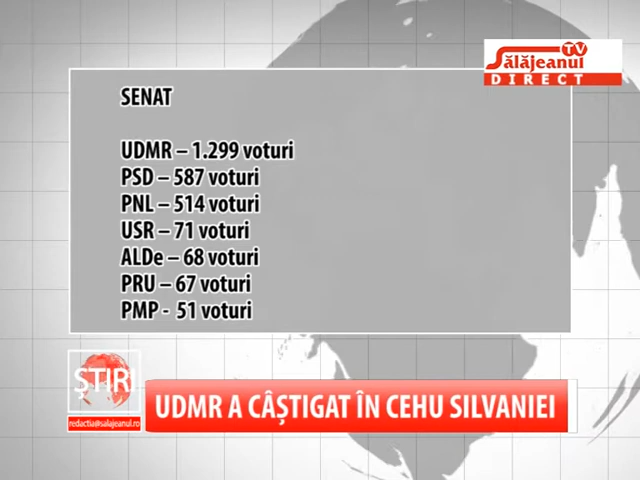 Sălăjeanul TV
DIRECT
SENAT
UDMR – 1.299 voturi
PSD – 587 voturi
PNL – 514 voturi
USR – 71 voturi
ALDe – 68 voturi
PRU – 67 voturi
PMP - 51 voturi
ŞTIRI
redactia@salajeanul.ro
UDMR A CÂȘTIGAT ÎN CEHU SILVANIEI